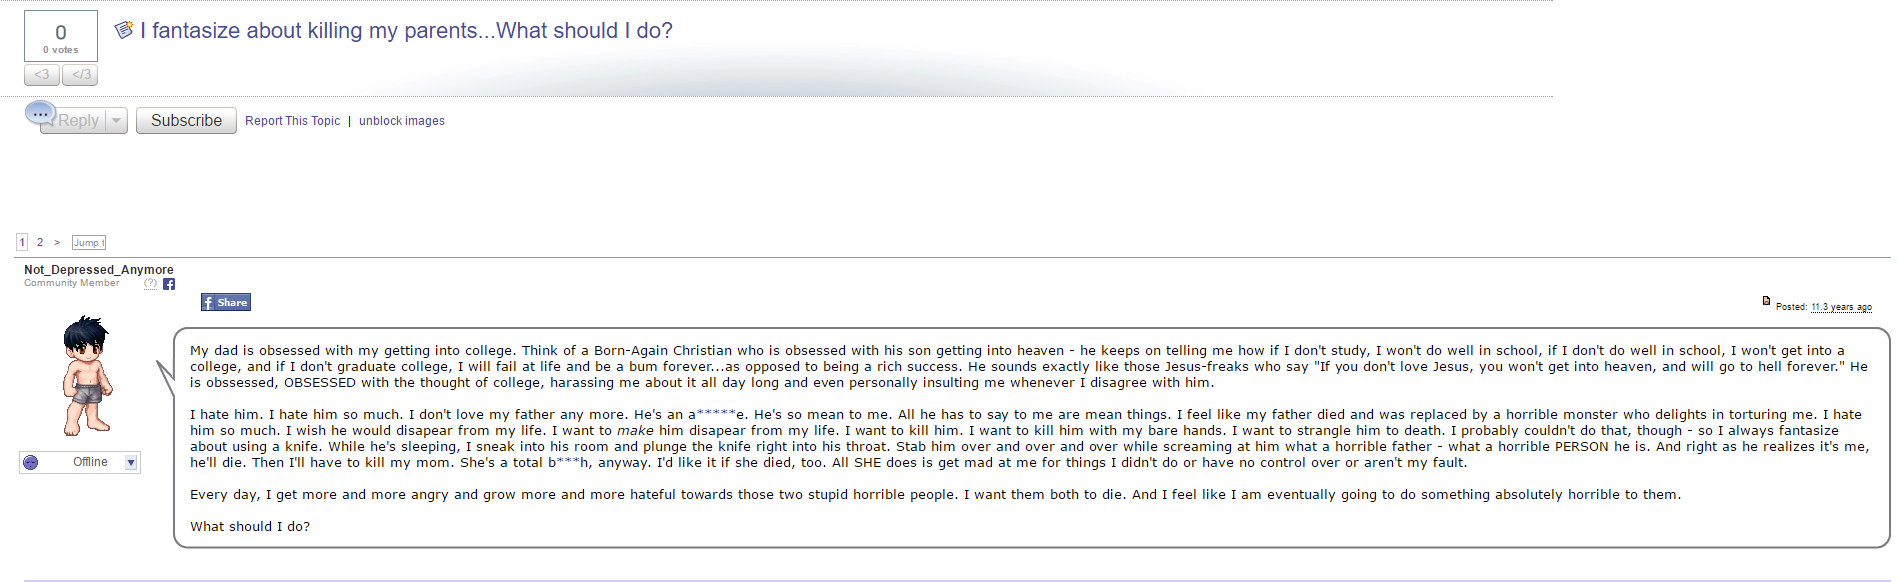 0
0 votes
<3 </3
I fantasize about killing my parents...What should I do?
... Reply Subscribe Report This Topic | unblock images
1 2 > Jump t
Not_Depressed_Anymore
Community Member (?) f
f Share
Posted: 11.3 years ago
My dad is obsessed with my getting into college. Think of a Born-Again Christian who is obsessed with his son getting into heaven - he keeps on telling me how if I don't study, I won't do well in school, if I don't do well in school, I won't get into a
college, and if I don't graduate college, I will fail at life and be a bum forever...as opposed to being a rich success. He sounds exactly like those Jesus-freaks who say "If you don't love Jesus, you won't get into heaven, and will go to hell forever." He
is obssessed, OBSESSED with the thought of college, harassing me about it all day long and even personally insulting me whenever I disagree with him.
I hate him. I hate him so much. I don't love my father any more. He's an a*****e. He's so mean to me. All he has to say to me are mean things. I feel like my father died and was replaced by a horrible monster who delights in torturing me. I hate
him so much. I wish he would disapear from my life. I want to make him disapear from my life. I want to kill him. I want to kill him with my bare hands. I want to strangle him to death. I probably couldn't do that, though - so I always fantasize
about using a knife. While he's sleeping, I sneak into his room and plunge the knife right into his throat. Stab him over and over and over while screaming at him what a horrible father - what a horrible PERSON he is. And right as he realizes it's me,
he'll die. Then I'll have to kill my mom. She's a total b***h, anyway. I'd like it if she died, too. All SHE does is get mad at me for things I didn't do or have no control over or aren't my fault.
Every day, I get more and more angry and grow more and more hateful towards those two stupid horrible people. I want them both to die. And I feel like I am eventually going to do something absolutely horrible to them.
What should I do?
Offline